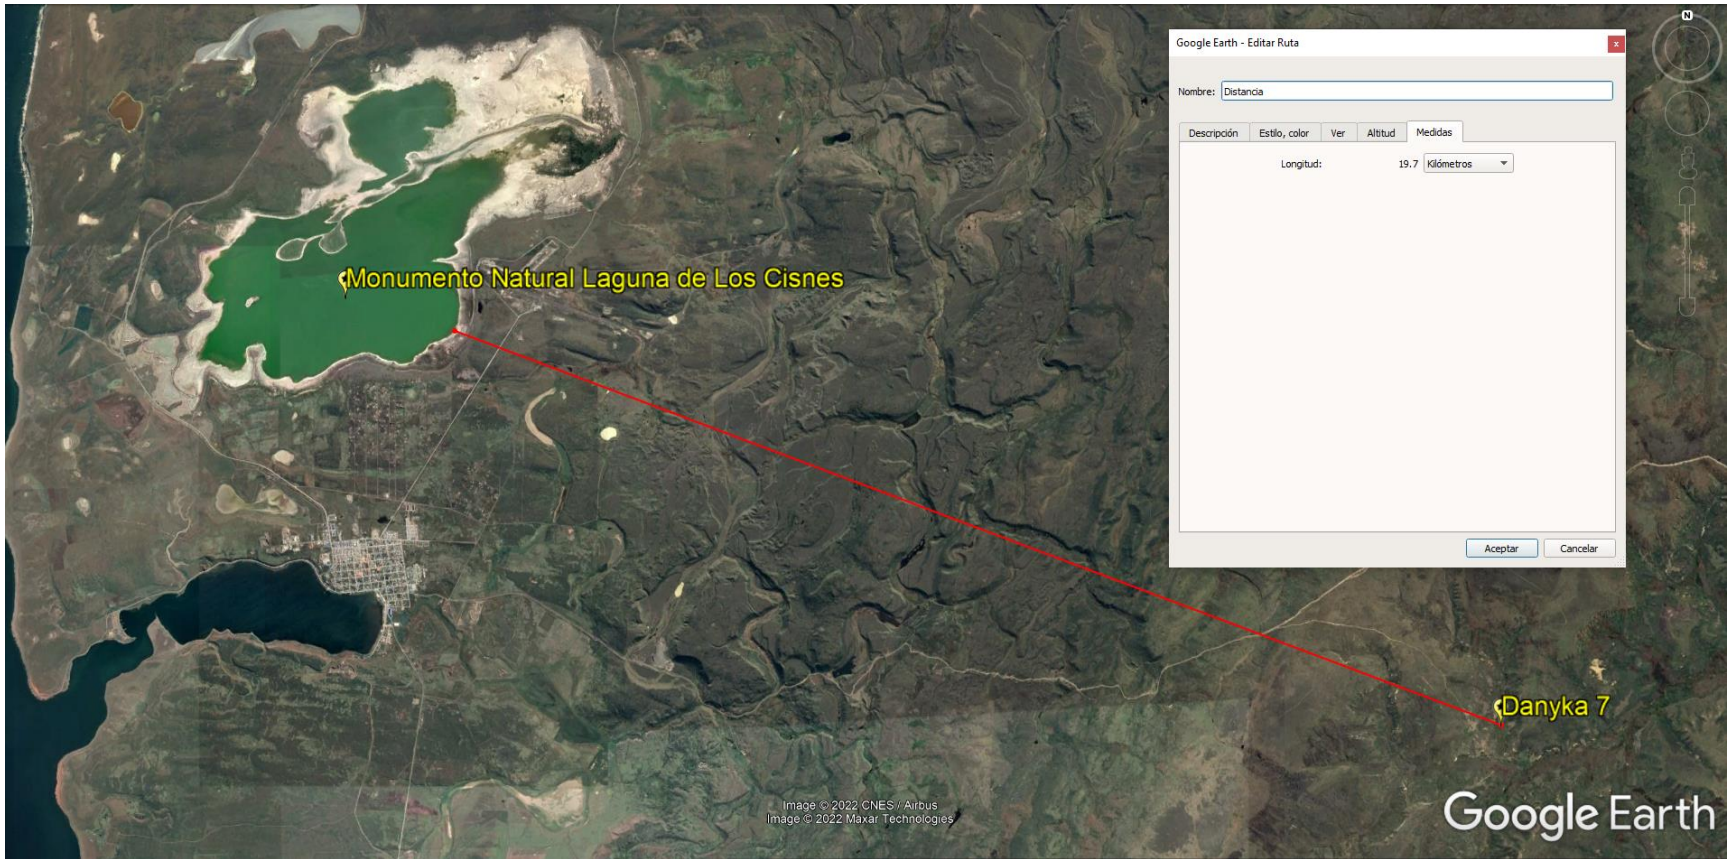 N
Google Earth - Editar Ruta
x
Nombre: Distancia
Descripción Estilo, color Ver Altitud Medidas
Longitud: 19.7 Kilómetros
Aceptar Cancelar
Monumento Natural Laguna de Los Cisnes
Danyka 7
Image © 2022 CNES / Airbus
Image © 2022 Maxar Technologies
Google Earth